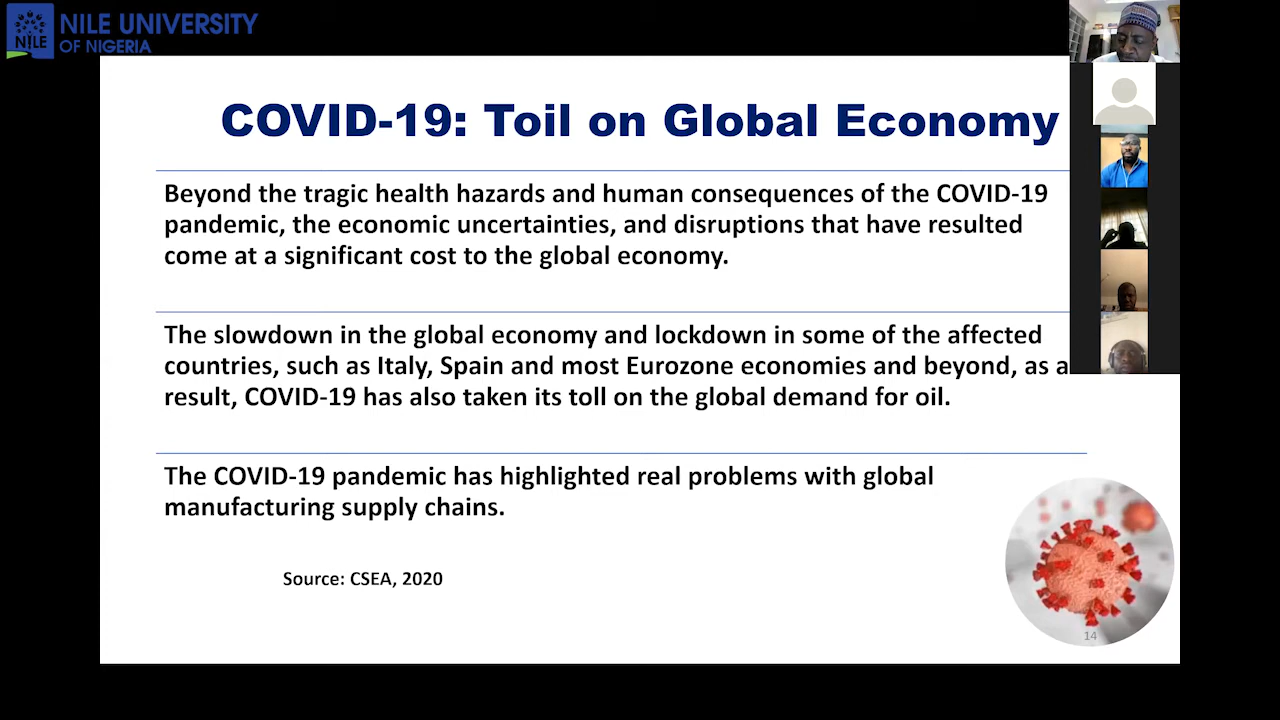 NILE UNIVERSITY
OF NIGERIA
NILE
COVID-19: Toil on Global Economy
Beyond the tragic health hazards and human consequences of the COVID-19
pandemic, the economic uncertainties, and disruptions that have resulted
come at a significant cost to the global economy.
The slowdown in the global economy and lockdown in some of the affected
countries, such as Italy, Spain and most Eurozone economies and beyond, as a
result, COVID-19 has also taken its toll on the global demand for oil.
The COVID-19 pandemic has highlighted real problems with global
manufacturing supply chains.
Source: CSEA, 2020
14